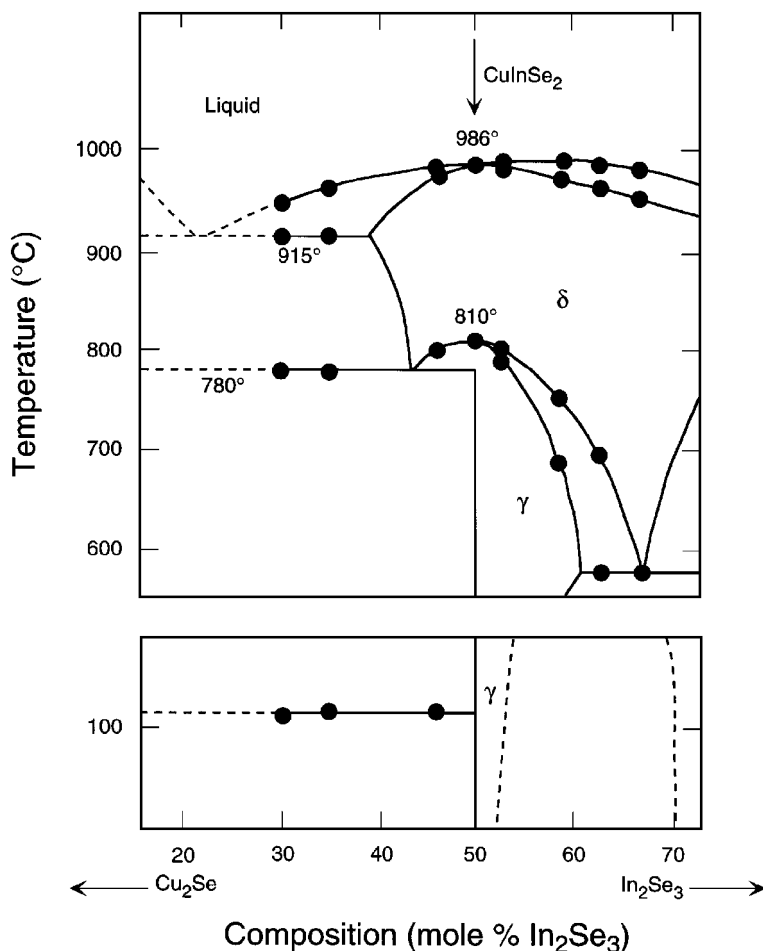 CuInSe₂
Liquid
986°
1000
900
915°
δ
810°
800
780°
700
γ
600
Temperature (°C)
γ
100
20 30 40 50 60 70
Cu₂Se In₂Se₃
Composition (mole % In₂Se₃)